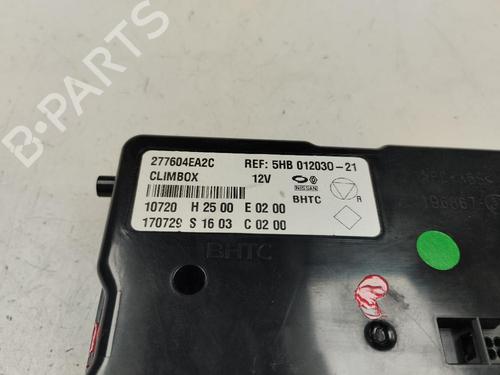 277604EA2C REF: 5HB 012030-21
CLIMBOX 12V
NISSAN
BHTC
R
10720 H 25 00 E 02 00
170729 S 16 03 C 02 00
BHTC